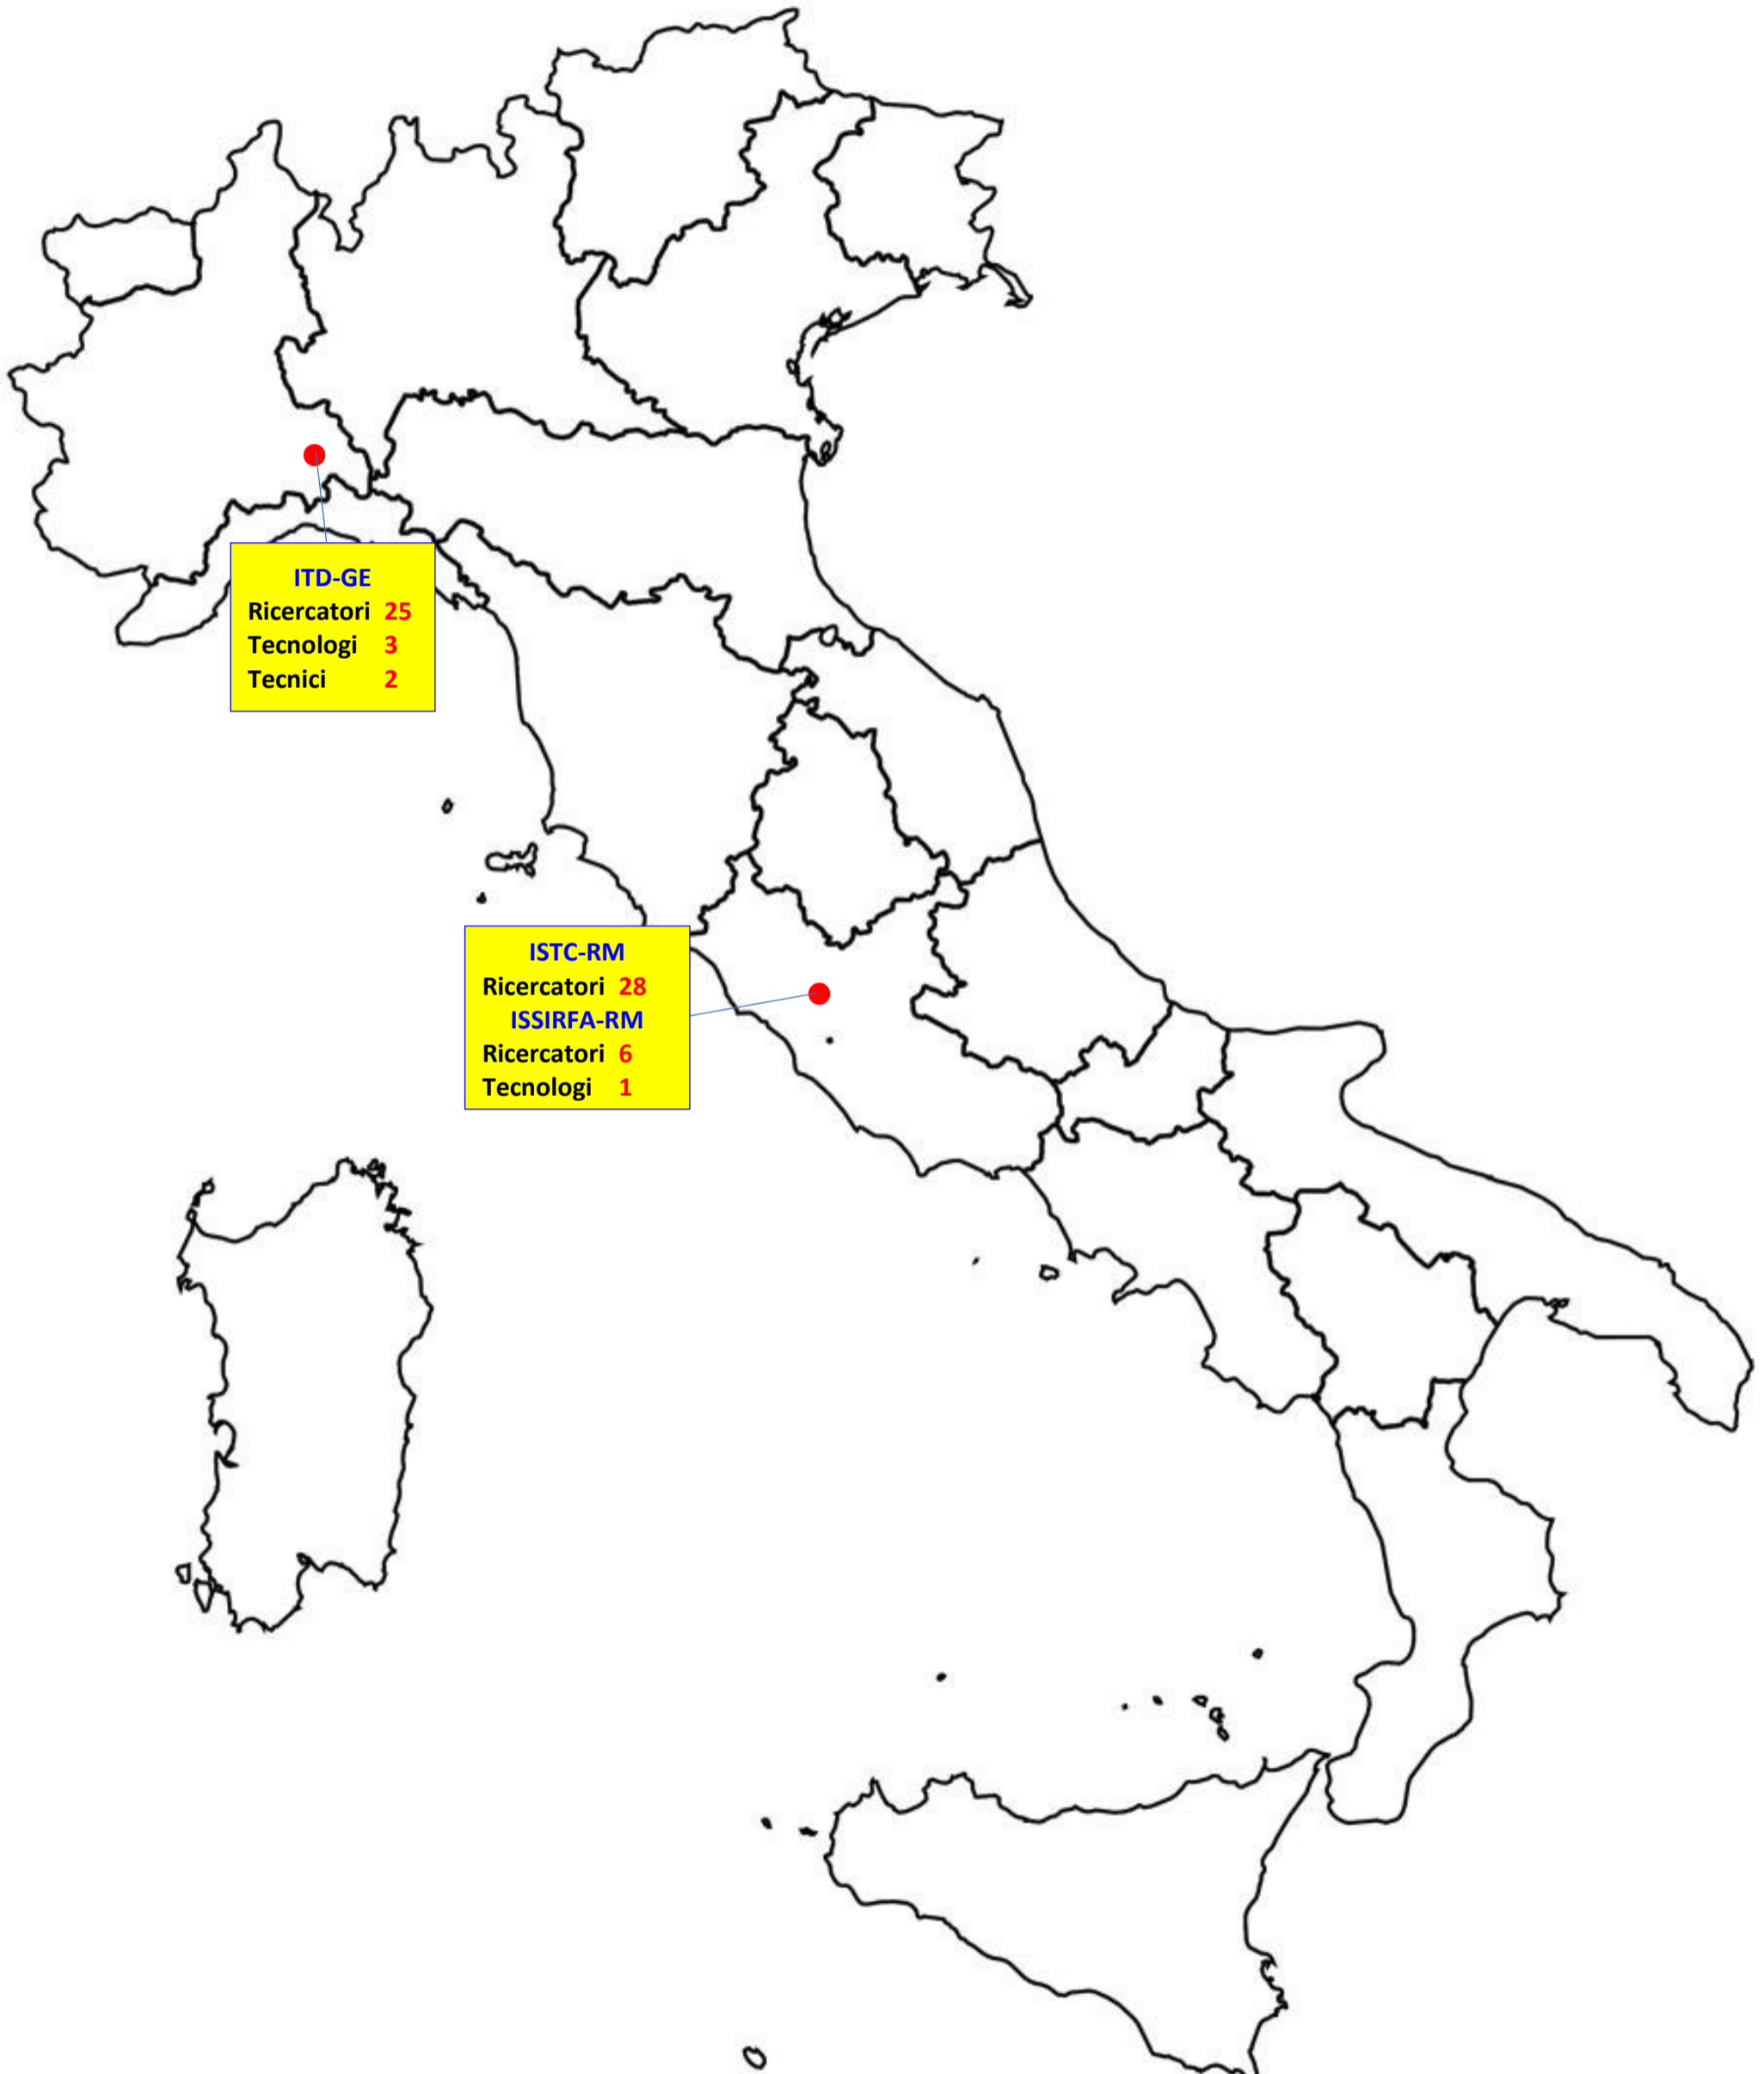 ITD-GE
Ricercatori 25
Tecnologi 3
Tecnici 2
ISTC-RM
Ricercatori 28
ISSIRFA-RM
Ricercatori 6
Tecnologi 1